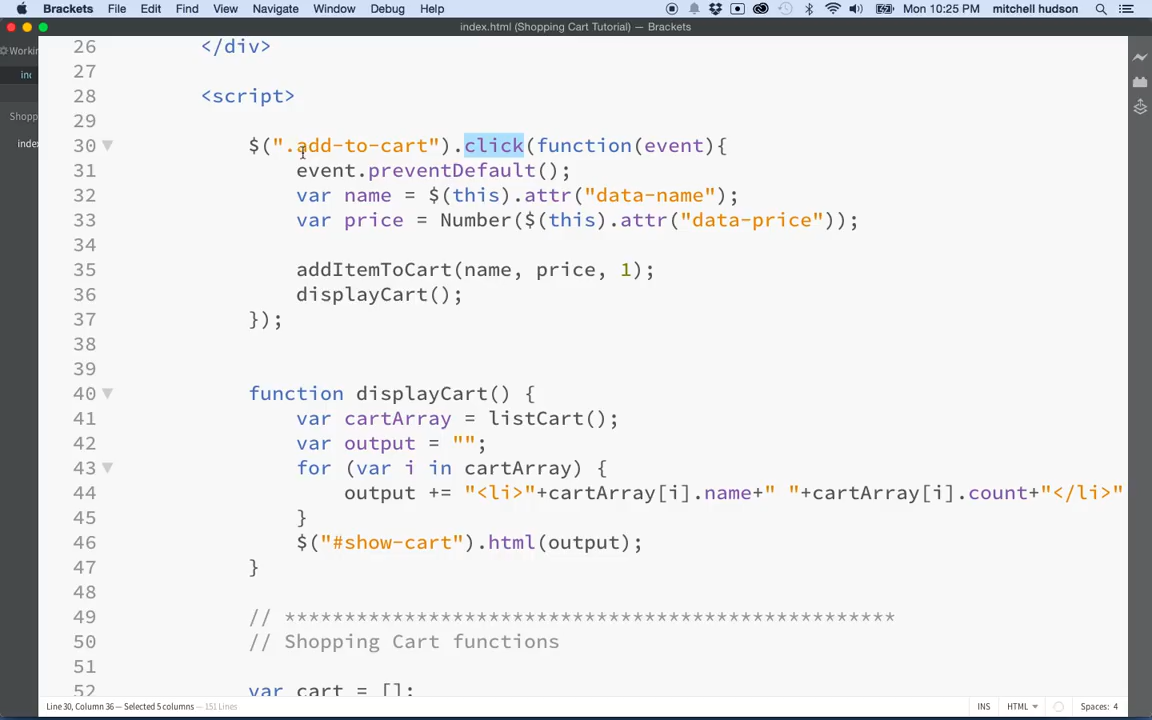 Brackets File Edit Find View Navigate Window Debug Help Mon 10:25 PM mitchell hudson
index.html (Shopping Cart Tutorial) — Brackets
Workin
inc
Shopp
index
26 </div>
27
28 <script>
29
30 $(".add-to-cart").click(function(event){
31 event.preventDefault();
32 var name = $(this).attr("data-name");
33 var price = Number($(this).attr("data-price"));
34
35 addItemToCart(name, price, 1);
36 displayCart();
37 });
38
39
40 function displayCart() {
41 var cartArray = listCart();
42 var output = "";
43 for (var i in cartArray) {
44 output += "<li>"+cartArray[i].name+" "+cartArray[i].count+"</li>"
45 }
46 $("#show-cart").html(output);
47 }
48
49 // ***************************************************
50 // Shopping Cart functions
51
52 var cart = [];
Line 30, Column 36 — Selected 5 columns — 151 Lines INS HTML Spaces: 4